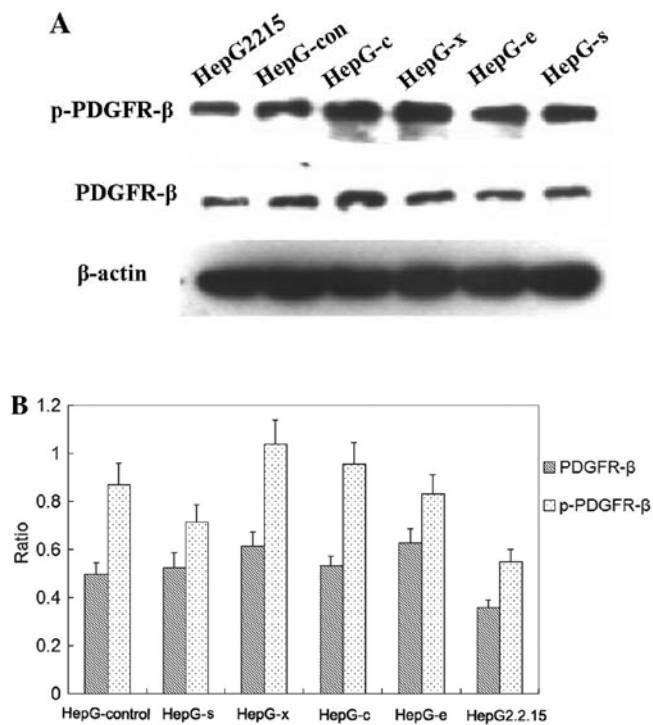 A
HepG2215 HepG-con HepG-c HepG-x HepG-e HepG-s
p-PDGFR-β
PDGFR-β
β-actin
B
1.2
1
0.8
0.6
0.4
0.2
0
Ratio
PDGFR-β
p-PDGFR-β
HepG-control HepG-s HepG-x HepG-c HepG-e HepG2.2.15